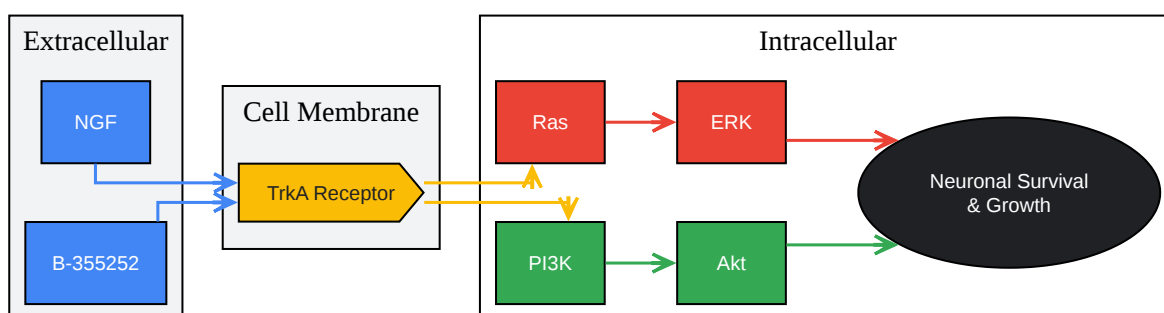 Extracellular
NGF
B-355252
Cell Membrane
TrkA Receptor
Intracellular
Ras
ERK
PI3K
Akt
Neuronal Survival
& Growth